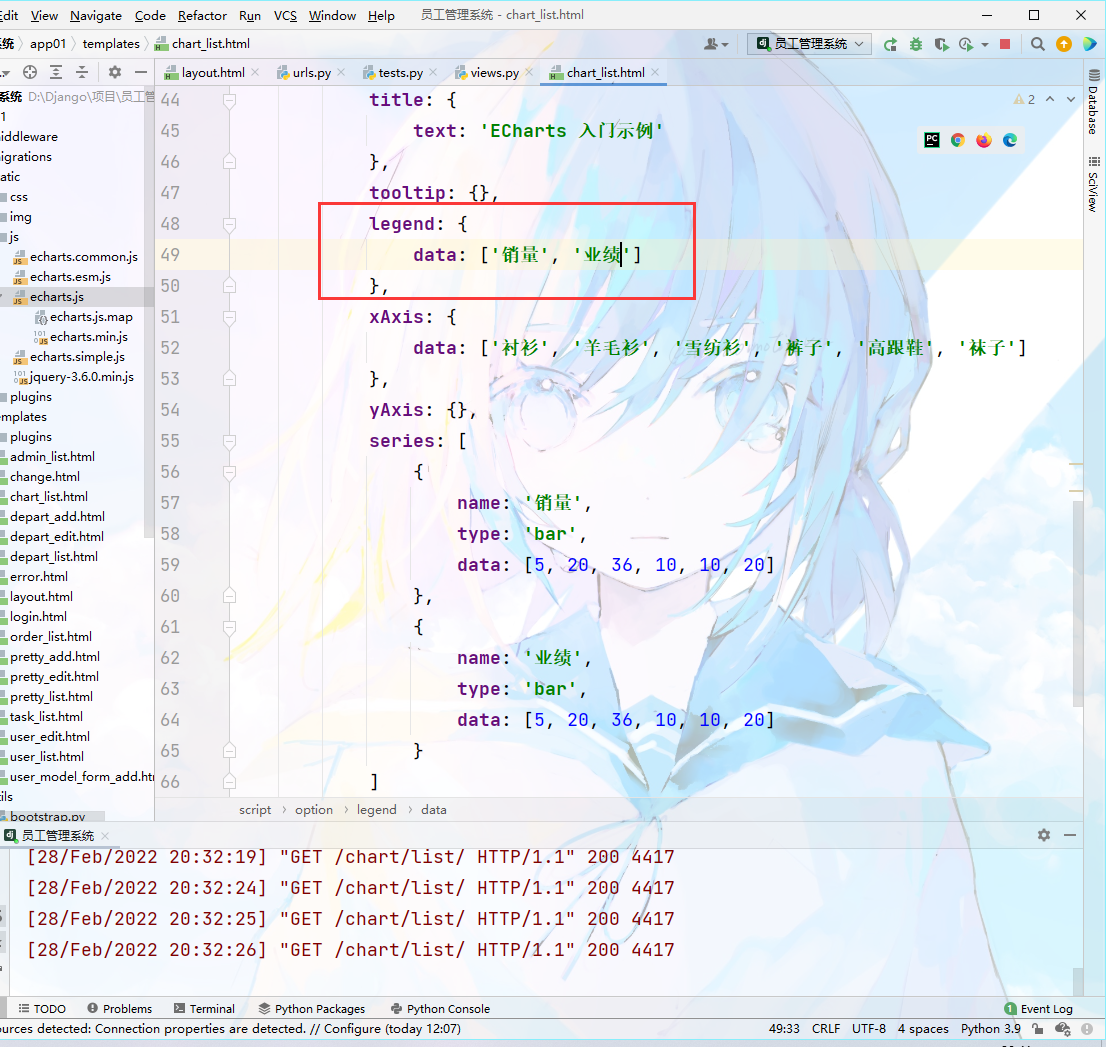 Edit View Navigate Code Refactor Run VCS Window Help 员工管理系统 - chart_list.html
系统 app01 templates chart_list.html 员工管理系统
layout.html urls.py tests.py views.py chart_list.html
系统 D:\Django\项目\员工管
iddleware
igrations
atic
css
img
js
echarts.common.js
echarts.esm.js
echarts.js
echarts.js.map
echarts.min.js
echarts.simple.js
jquery-3.6.0.min.js
plugins
emplates
plugins
admin_list.html
change.html
chart_list.html
depart_add.html
depart_edit.html
depart_list.html
error.html
layout.html
login.html
order_list.html
pretty_add.html
pretty_edit.html
pretty_list.html
task_list.html
user_edit.html
user_list.html
user_model_form_add.htm
ils
bootstrap.py
2
Database
SciView
44 title: {
45 text: 'ECharts 入门示例'
46 },
47 tooltip: {},
48 legend: {
49 data: ['销量', '业绩']
50 },
51 xAxis: {
52 data: ['衬衫', '羊毛衫', '雪纺衫', '裤子', '高跟鞋', '袜子']
53 },
54 yAxis: {},
55 series: [
56 {
57 name: '销量',
58 type: 'bar',
59 data: [5, 20, 36, 10, 10, 20]
60 },
61 {
62 name: '业绩',
63 type: 'bar',
64 data: [5, 20, 36, 10, 10, 20]
65 }
66 ]
script option legend data
员工管理系统
[28/Feb/2022 20:32:19] "GET /chart/list/ HTTP/1.1" 200 4417
[28/Feb/2022 20:32:24] "GET /chart/list/ HTTP/1.1" 200 4417
[28/Feb/2022 20:32:25] "GET /chart/list/ HTTP/1.1" 200 4417
[28/Feb/2022 20:32:26] "GET /chart/list/ HTTP/1.1" 200 4417
TODO Problems Terminal Python Packages Python Console 1 Event Log
ources detected: Connection properties are detected. // Configure (today 12:07) 49:33 CRLF UTF-8 4 spaces Python 3.9